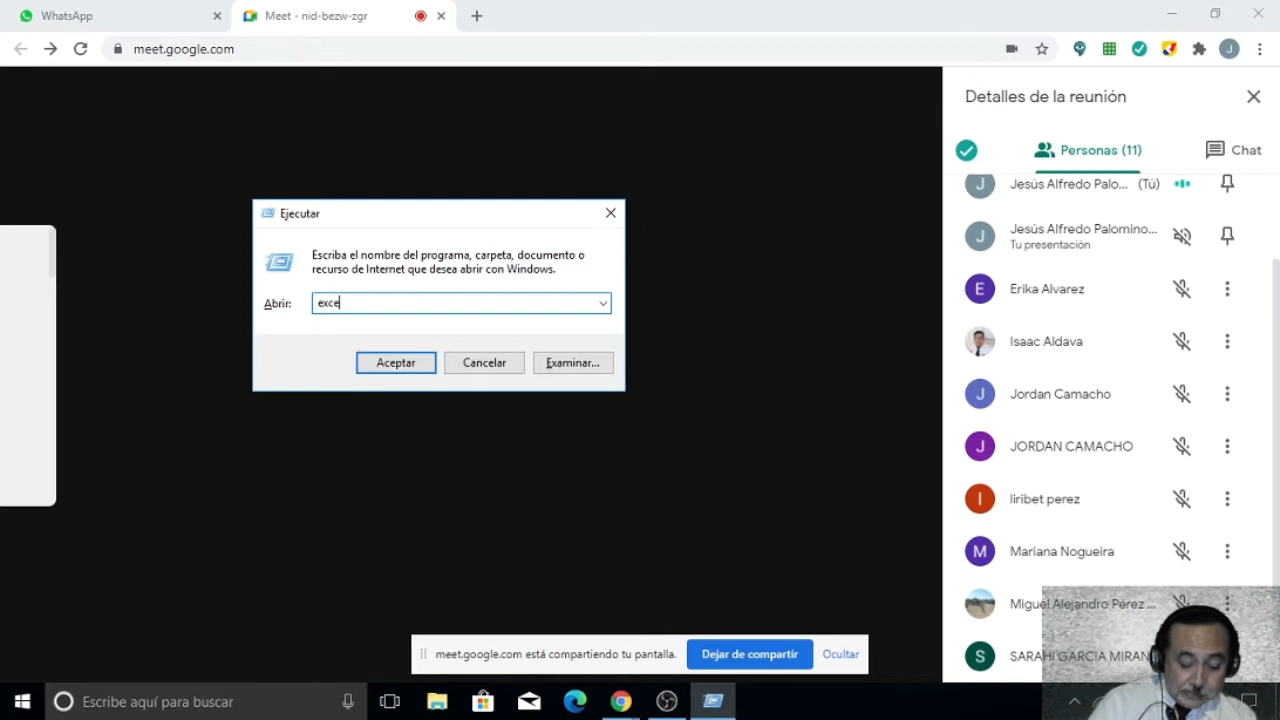 WhatsApp
Meet - nid-bezw-zgr
meet.google.com
Detalles de la reunión
Personas (11)
Chat
Jesús Alfredo Palo... (Tú)
Jesús Alfredo Palomino...
Tu presentación
Erika Alvarez
Isaac Aldava
Jordan Camacho
JORDAN CAMACHO
liribet perez
Mariana Nogueira
Miguel Alejandro Pérez ...
SARAHI GARCIA MIRAN
Ejecutar
Escriba el nombre del programa, carpeta, documento o
recurso de Internet que desea abrir con Windows.
Abrir: exce
Aceptar Cancelar Examinar...
meet.google.com está compartiendo tu pantalla. Dejar de compartir Ocultar
Escribe aquí para buscar